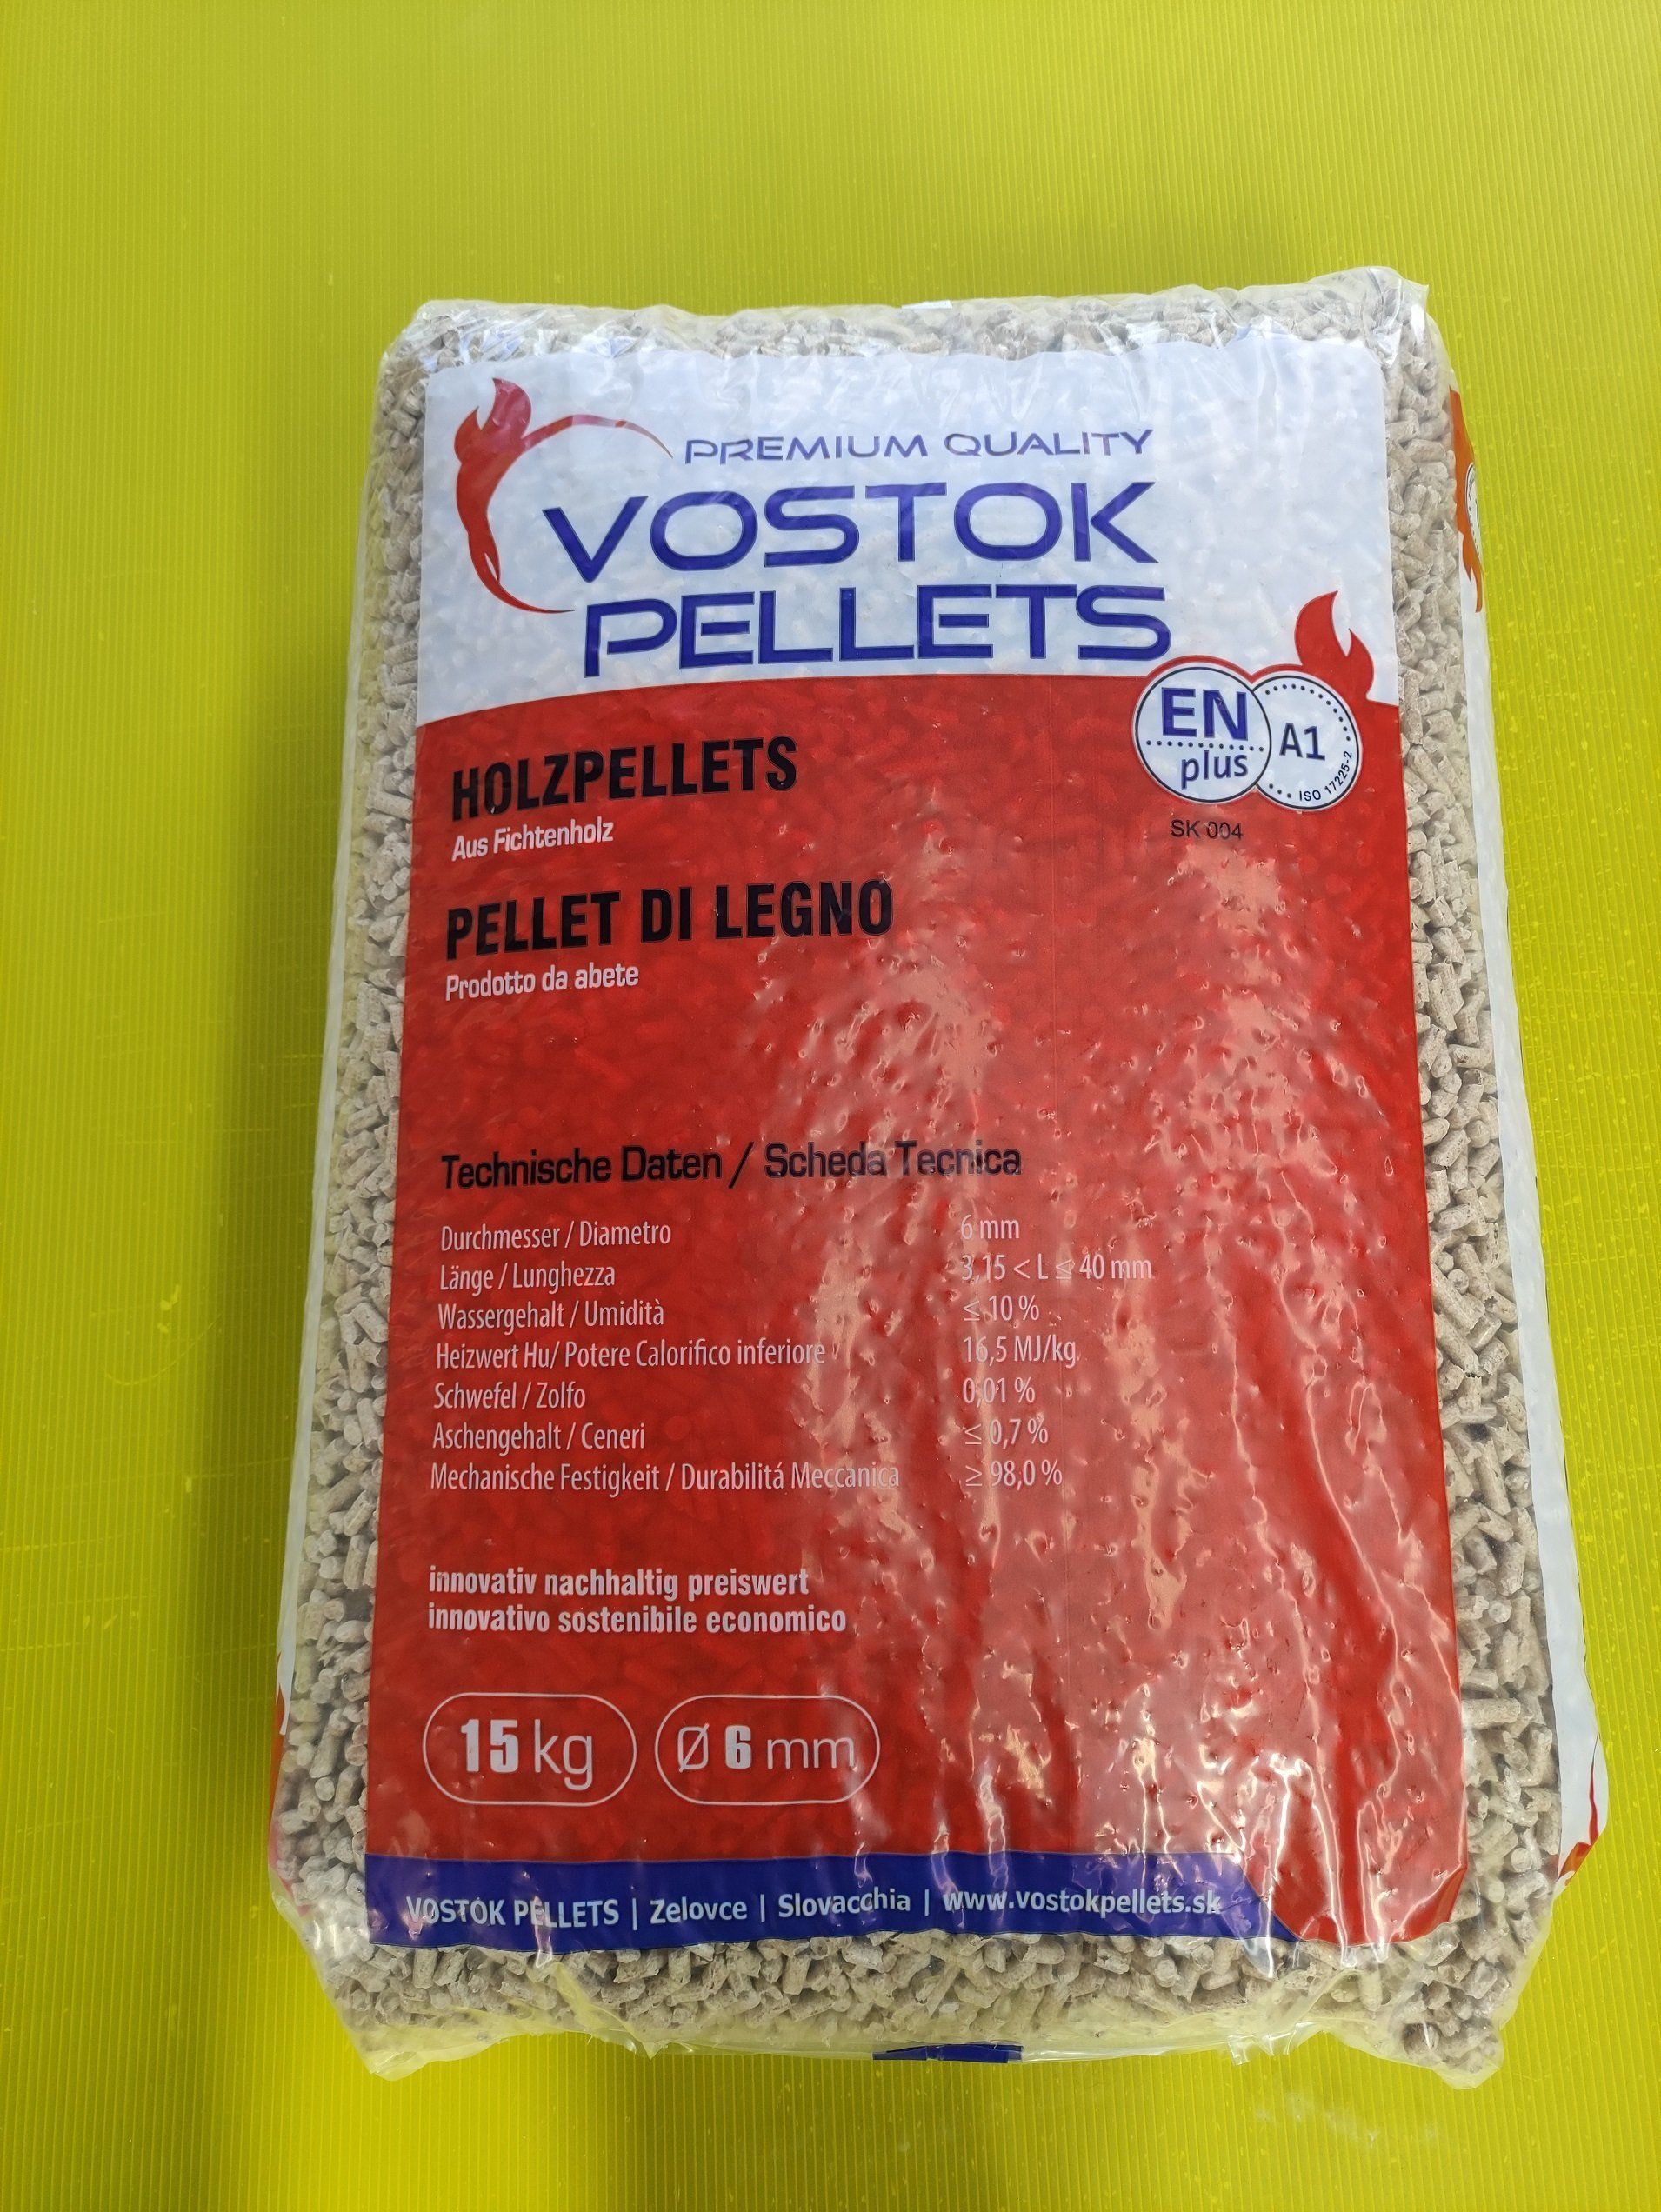 PREMIUM QUALITY
VOSTOK
PELLETS
EN
plus
A1
ISO 17225-2
SK 004
HOLZPELLETS
Aus Fichtenholz
PELLET DI LEGNO
Prodotto da abete
Technische Daten / Scheda Tecnica
Durchmesser / Diametro 6 mm
Länge / Lunghezza 3,15 < L ≤ 40 mm
Wassergehalt / Umidità ≤ 10 %
Heizwert Hu/ Potere Calorifico inferiore 16,5 MJ/kg
Schwefel / Zolfo 0,01 %
Aschengehalt / Ceneri ≤ 0,7 %
Mechanische Festigkeit / Durabilitá Meccanica ≥ 98,0 %
innovativ nachhaltig preiswert
innovativo sostenibile economico
15 kg
Ø 6 mm
VOSTOK PELLETS | Zelovce | Slovacchia | www.vostokpellets.sk